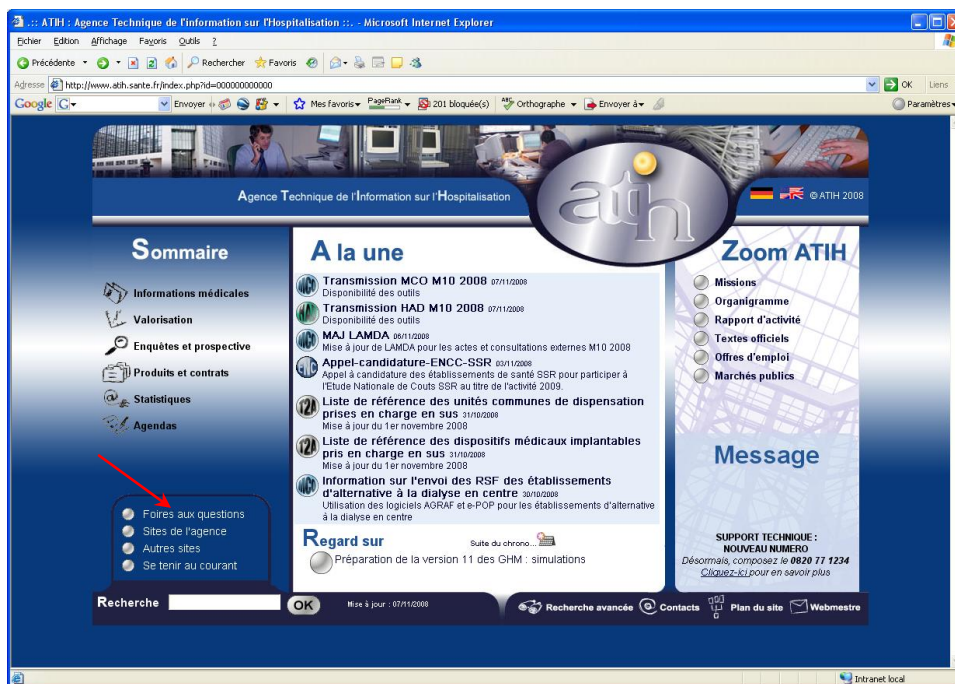 .:: ATIH : Agence Technique de l'information sur l'Hospitalisation ::. - Microsoft Internet Explorer
Fichier Edition Affichage Favoris Outils ?
Précédente Rechercher Favoris
Adresse http://www.atih.sante.fr/index.php?id=000000000000 OK Liens
Google G Envoyer Mes favoris PageRank 201 bloquée(s) ABC Orthographe Envoyer à Paramètres
Agence Technique de l'Information sur l'Hospitalisation
atih
© ATIH 2008
Sommaire
Informations médicales
Valorisation
Enquêtes et prospective
Produits et contrats
Statistiques
Agendas
Foires aux questions
Sites de l'agence
Autres sites
Se tenir au courant
A la une
Transmission MCO M10 2008 07/11/2008
Disponibilité des outils
Transmission HAD M10 2008 07/11/2008
Disponibilité des outils
MAJ LAMDA 06/11/2008
Mise à jour de LAMDA pour les actes et consultations externes M10 2008
Appel-candidature-ENCC-SSR 03/11/2008
Appel à candidature des établissements de santé SSR pour participer à
l'Etude Nationale de Couts SSR au titre de l'activité 2009.
Liste de référence des unités communes de dispensation
prises en charge en sus 31/10/2008
Mise à jour du 1er novembre 2008
Liste de référence des dispositifs médicaux implantables
pris en charge en sus 31/10/2008
Mise à jour du 1er novembre 2008
Information sur l'envoi des RSF des établissements
d'alternative à la dialyse en centre 30/10/2008
Utilisation des logiciels AGRAF et e-POP pour les établissements d'alternative
à la dialyse en centre
Regard sur
Suite du chrono...
Préparation de la version 11 des GHM : simulations
Zoom ATIH
Missions
Organigramme
Rapport d'activité
Textes officiels
Offres d'emploi
Marchés publics
Message
SUPPORT TECHNIQUE :
NOUVEAU NUMERO
Désormais, composez le 0820 77 1234
Cliquez-ici pour en savoir plus
Recherche OK Mise à jour : 07/11/2008 Recherche avancée Contacts Plan du site Webmestre
Intranet local